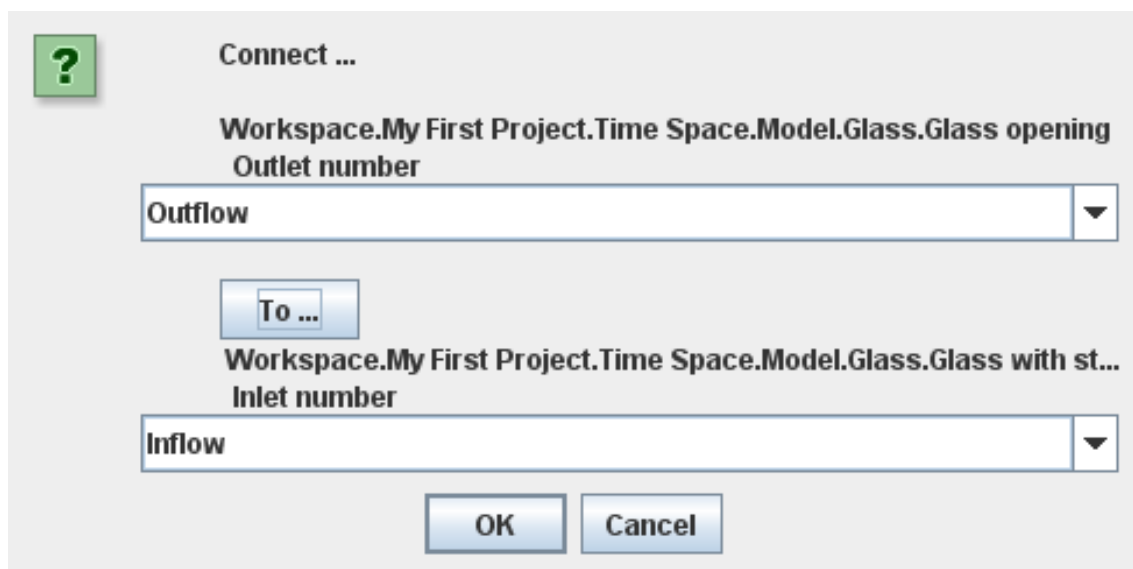 ?
Connect ...
Workspace.My First Project.Time Space.Model.Glass.Glass opening
Outlet number
Outflow
To ...
Workspace.My First Project.Time Space.Model.Glass.Glass with st...
Inlet number
Inflow
OK Cancel